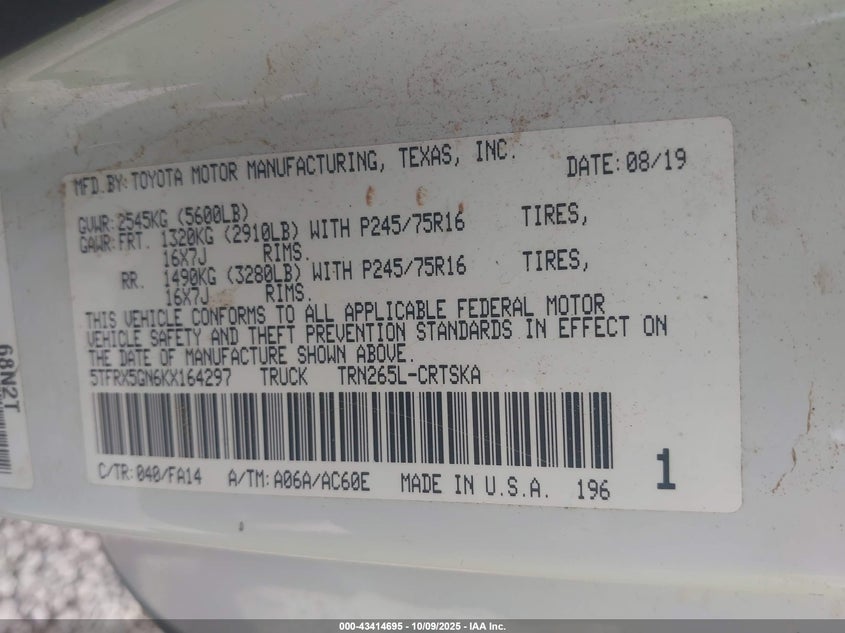 MFD.BY:TOYOTA MOTOR MANUFACTURING, TEXAS, INC. DATE:08/19
GVWR:2545KG (5600LB)
GAWR:FRT. 1320KG (2910LB) WITH P245/75R16 TIRES,
16X7J RIMS.
RR. 1490KG (3280LB) WITH P245/75R16 TIRES,
16X7J RIMS.
THIS VEHICLE CONFORMS TO ALL APPLICABLE FEDERAL MOTOR
VEHICLE SAFETY AND THEFT PREVENTION STANDARDS IN EFFECT ON
THE DATE OF MANUFACTURE SHOWN ABOVE.
5TFRX5GN6KX164297 TRUCK TRN265L-CRTSKA
C/TR:040/FA14 A/TM:A06A/AC60E MADE IN U.S.A. 196 1
68N2T
000-43414695 - 10/09/2025 - IAA Inc.